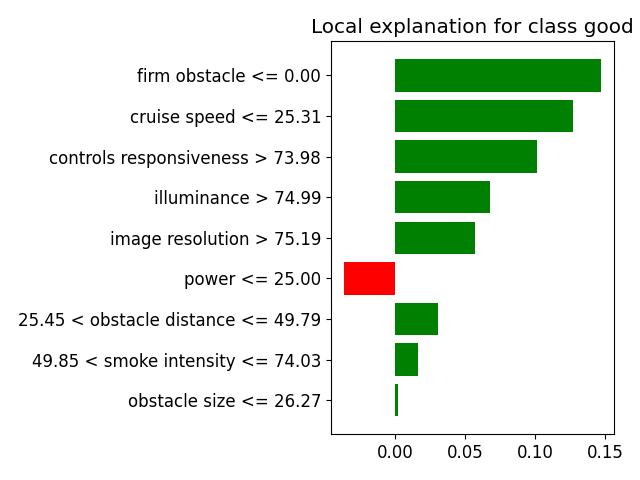 Local explanation for class good
firm obstacle <= 0.00
cruise speed <= 25.31
controls responsiveness > 73.98
illuminance > 74.99
image resolution > 75.19
power <= 25.00
25.45 < obstacle distance <= 49.79
49.85 < smoke intensity <= 74.03
obstacle size <= 26.27
0.00 0.05 0.10 0.15